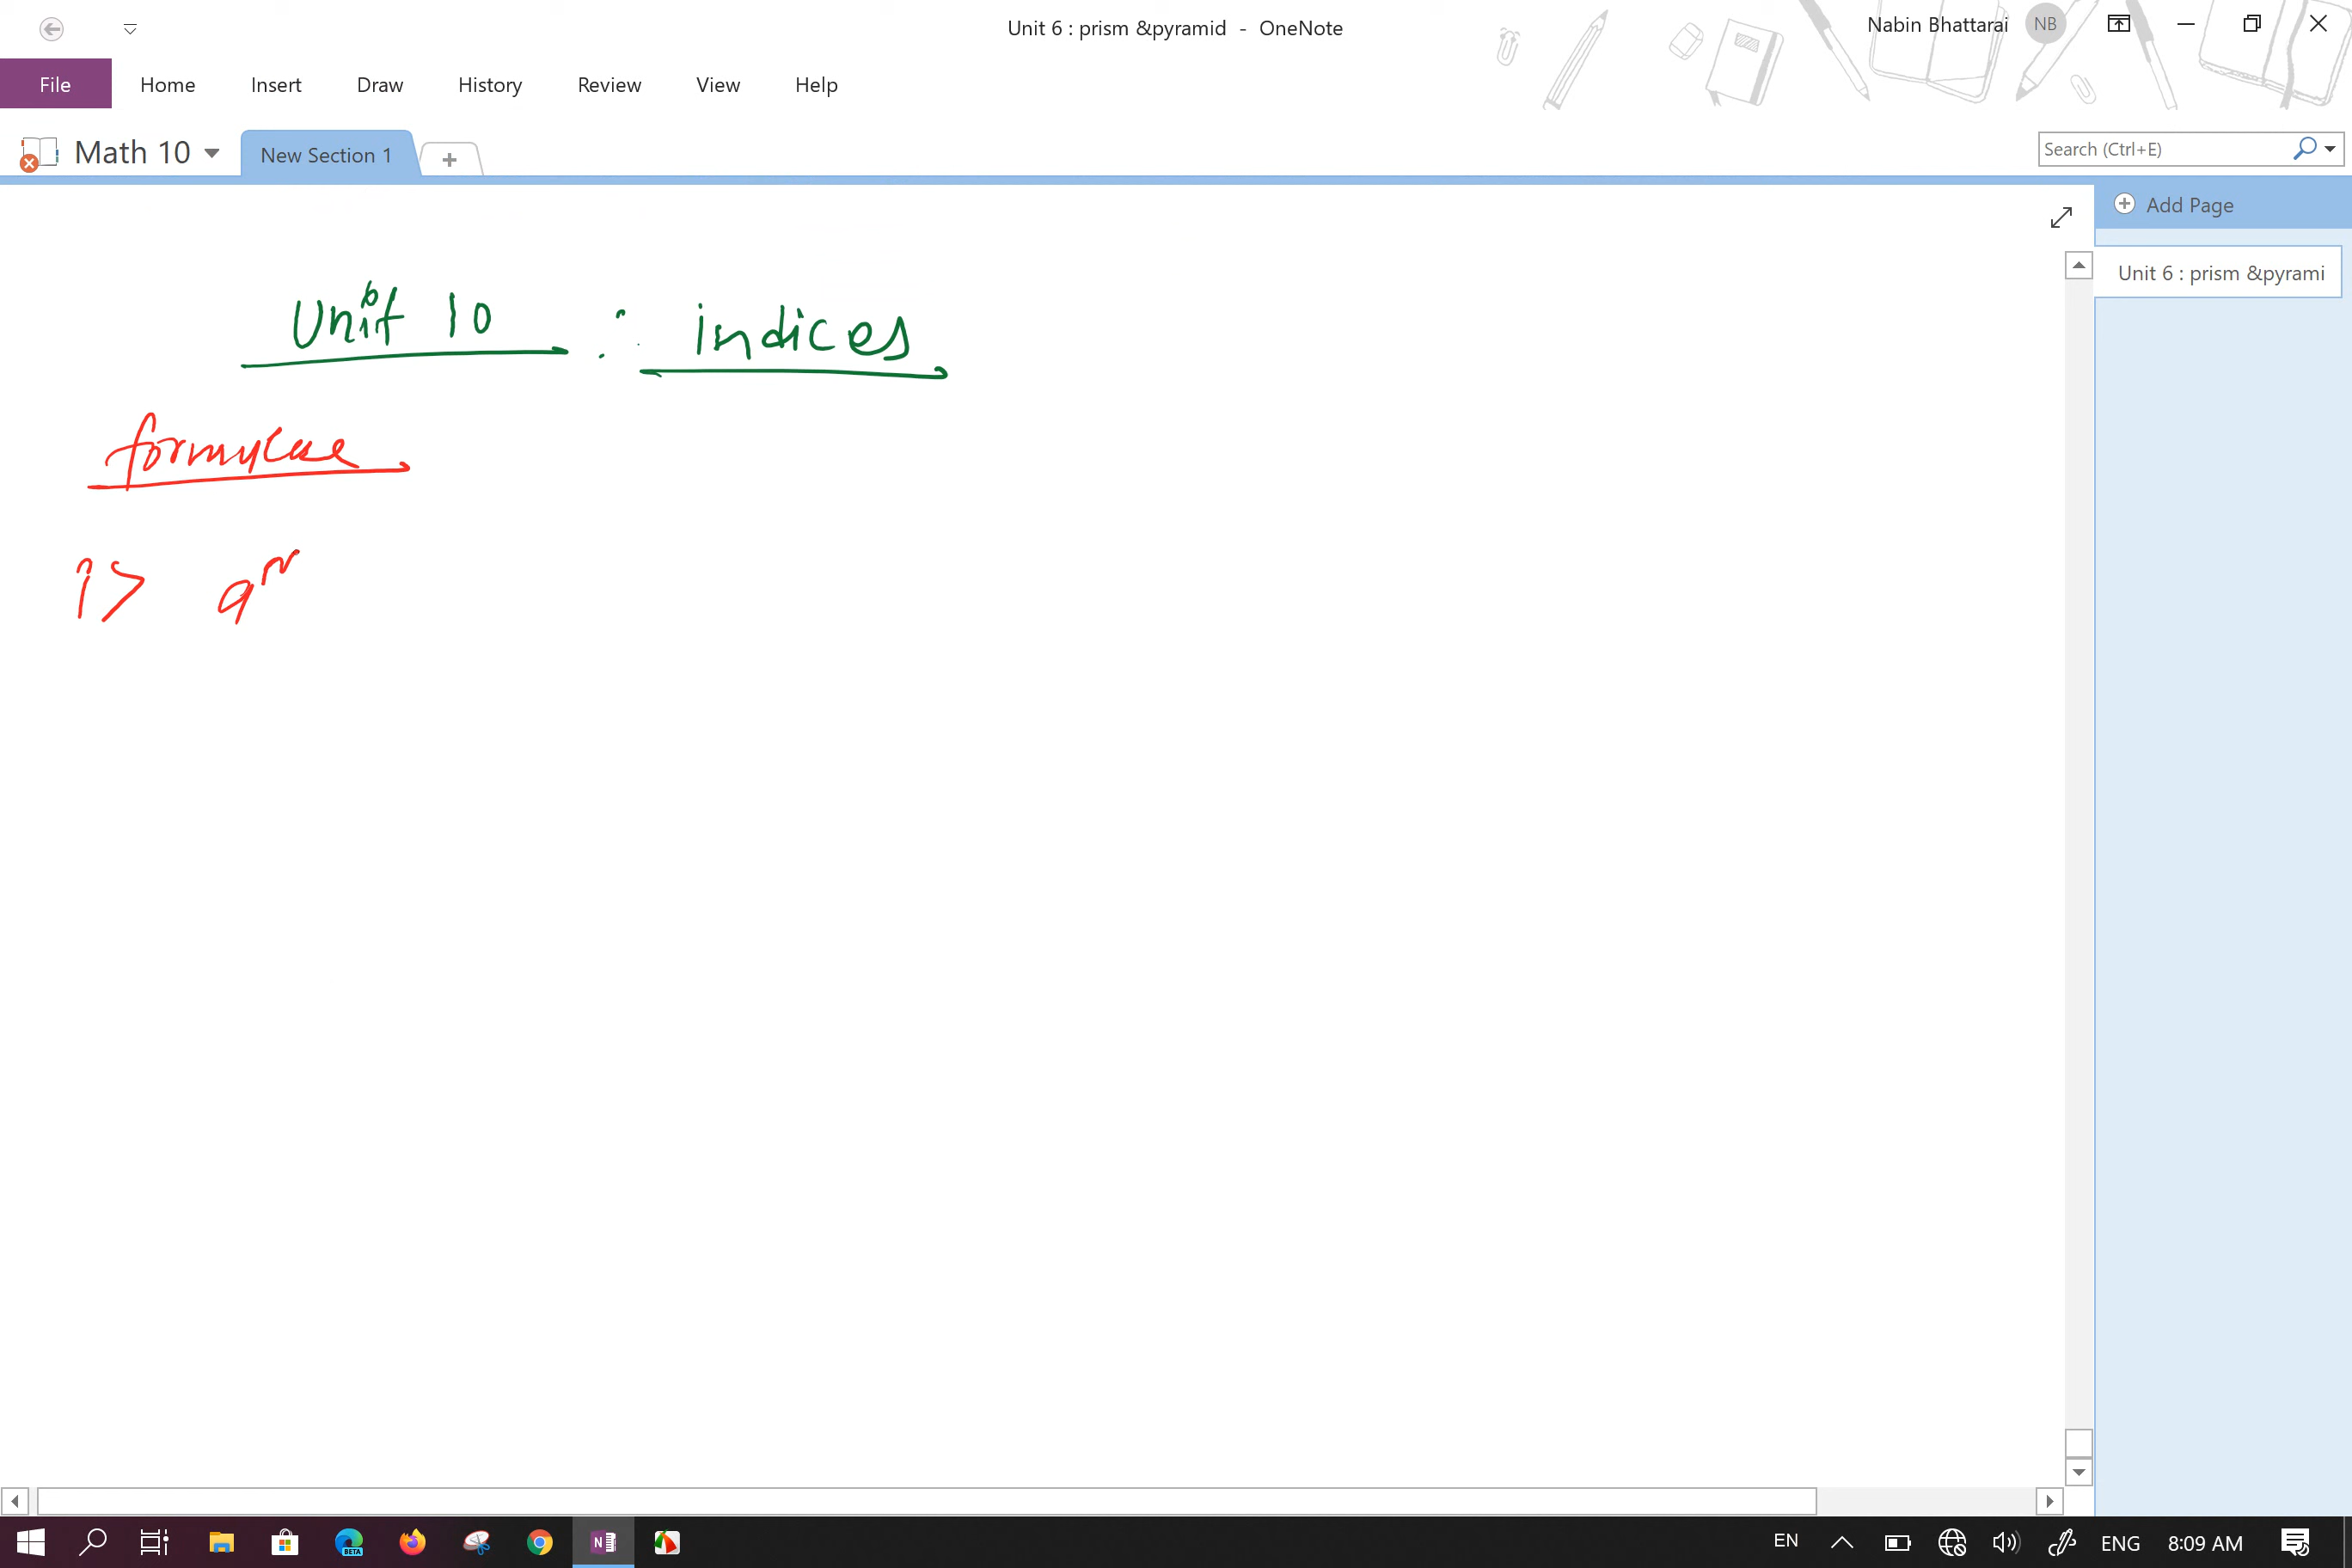 Unit 6 : prism &pyramid - OneNote
Nabin Bhattarai NB
File Home Insert Draw History Review View Help
Math 10 New Section 1
Search (Ctrl+E)
Add Page
Unit 6 : prism &pyrami
Unit 10 : indices
formulae
i> a^m
BETA
N
EN ENG 8:09 AM